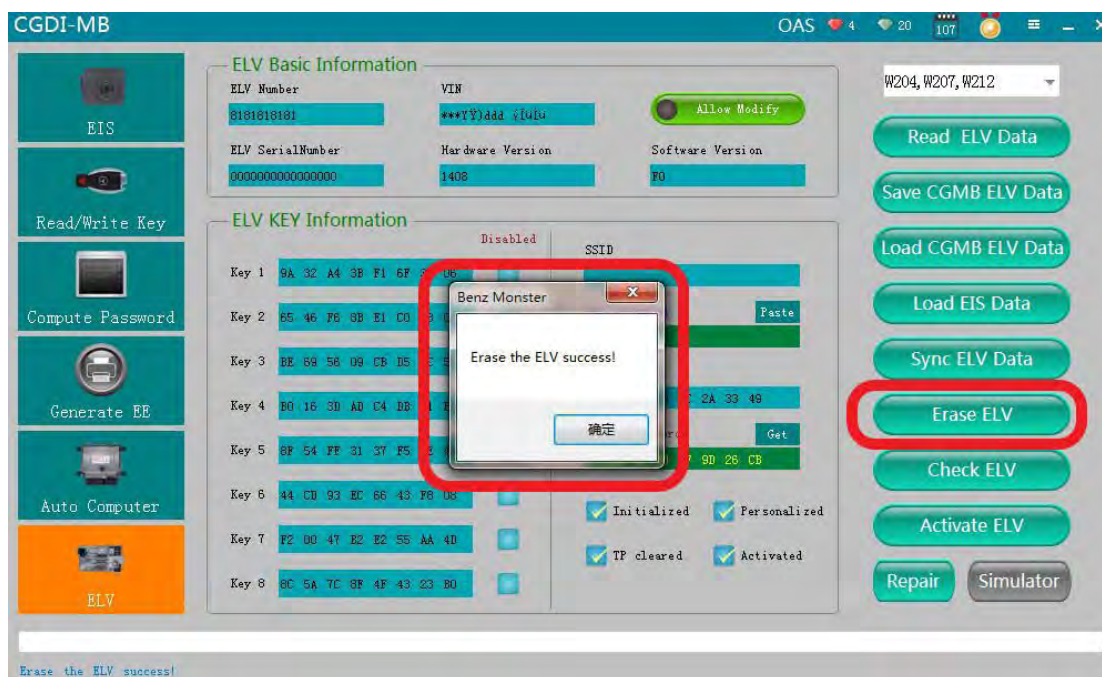 CGDI-MB
OAS 4 20 107
EIS
Read/Write Key
Compute Password
Generate EE
Auto Computer
ELV
ELV Basic Information
ELV Number VIN
8181818181
Allow Modify
ELV SerialNumber Hardware Version Software Version
0000000000000000 1408 F0
ELV KEY Information
Disabled
SSID
Key 1 9A 32 A4 3B F1 6F 06
Key 2 65 46 F6 8B E1 C0
Paste
Key 3 BE 69 56 09 CB D5
Key 4 B0 16 3D AD C4 DB
2A 33 49
Key 5 8F 54 FE 31 37 F5
Get
9D 26 CB
Key 6 44 CD 93 EC 66 43 F8 08
Key 7 F2 00 47 B2 E2 55 AA 4D
Key 8 8C 5A 7C 8F 4F 43 23 B0
Initialized Personalized
TP cleared Activated
Benz Monster
Erase the ELV success!
确定
W204, W207, W212
Read ELV Data
Save CGMB ELV Data
Load CGMB ELV Data
Load EIS Data
Sync ELV Data
Erase ELV
Check ELV
Activate ELV
Repair Simulator
Erase the ELV success!